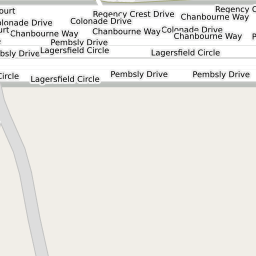 ourt
Regency Crest Drive
Regency C
Chanbourne Way
olonade Drive
Colonade Drive
urt
Chanbourne Way
Chanbourne Way
Colonade Drive
Chanbourne Way
P
Pembsly Drive
bsly Drive
Lagersfield Circle
Lagersfield Circle
Circle
Lagersfield Circle
Pembsly Drive
Pembsly Drive